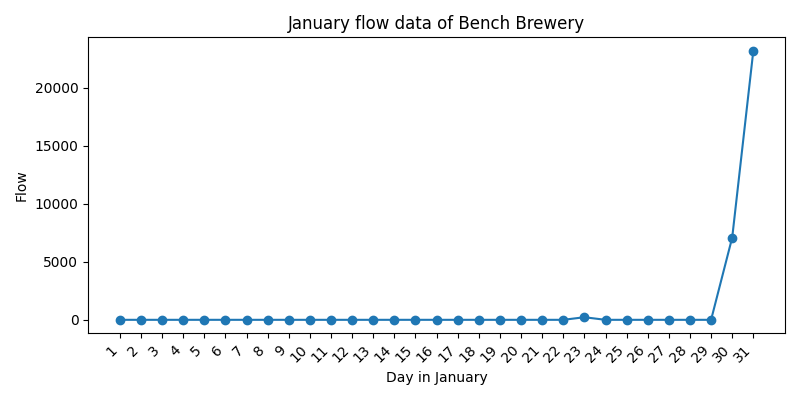 January flow data of Bench Brewery
Flow
20000
15000
10000
5000
0
1 2 3 4 5 6 7 8 9 10 11 12 13 14 15 16 17 18 19 20 21 22 23 24 25 26 27 28 29 30 31
Day in January